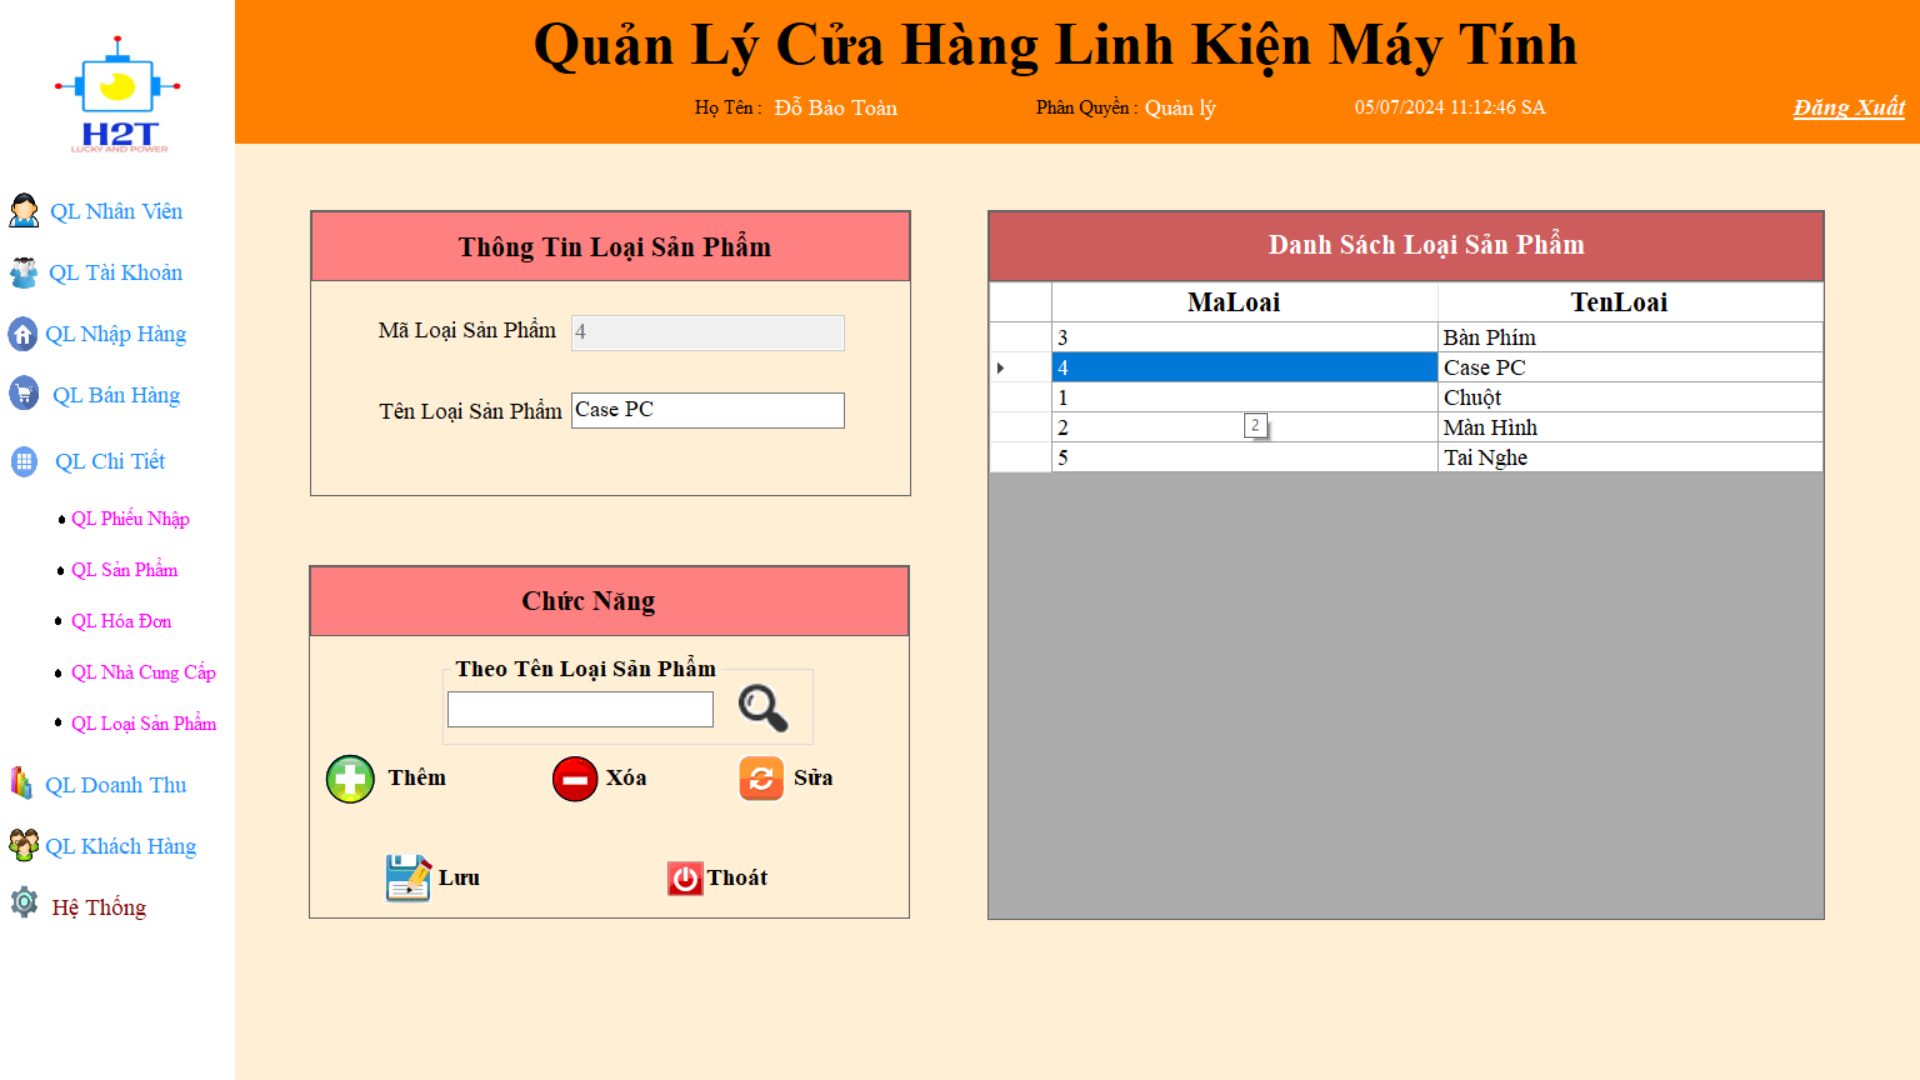 H2T
LUCKY AND POWER
Quản Lý Cửa Hàng Linh Kiện Máy Tính
Họ Tên : Đỗ Bảo Toàn Phân Quyền : Quản lý 05/07/2024 11:12:46 SA Đăng Xuất
QL Nhân Viên
QL Tài Khoản
QL Nhập Hàng
QL Bán Hàng
QL Chi Tiết
QL Phiếu Nhập
QL Sản Phẩm
QL Hóa Đơn
QL Nhà Cung Cấp
QL Loại Sản Phẩm
QL Doanh Thu
QL Khách Hàng
Hệ Thống
Thông Tin Loại Sản Phẩm
Mã Loại Sản Phẩm 4
Tên Loại Sản Phẩm Case PC
Chức Năng
Theo Tên Loại Sản Phẩm
Thêm Xóa Sửa
Lưu Thoát
Danh Sách Loại Sản Phẩm
MaLoai TenLoai
3 Bàn Phím
4 Case PC
1 Chuột
2 2 Màn Hình
5 Tai Nghe